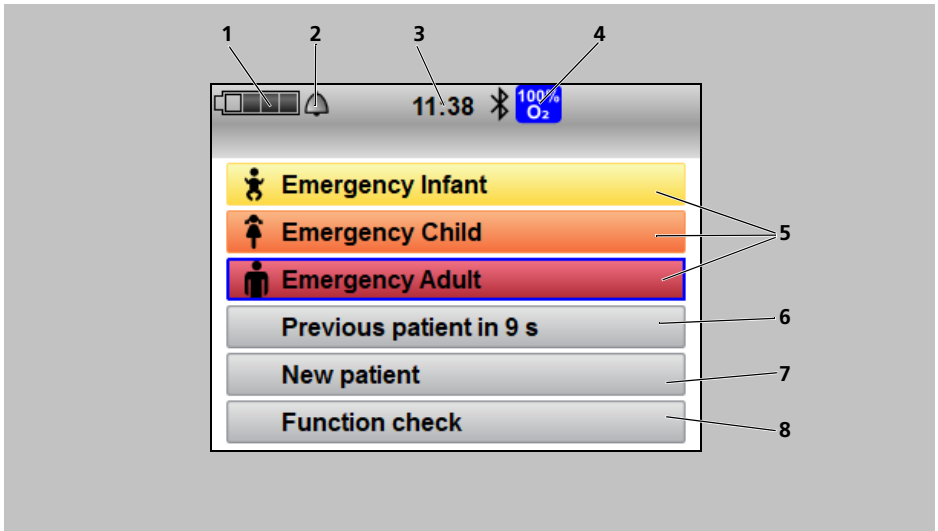 1 2 3 4
11:38 100% O₂
Emergency Infant
Emergency Child
5
Emergency Adult
6
Previous patient in 9 s
7
New patient
Function check
8